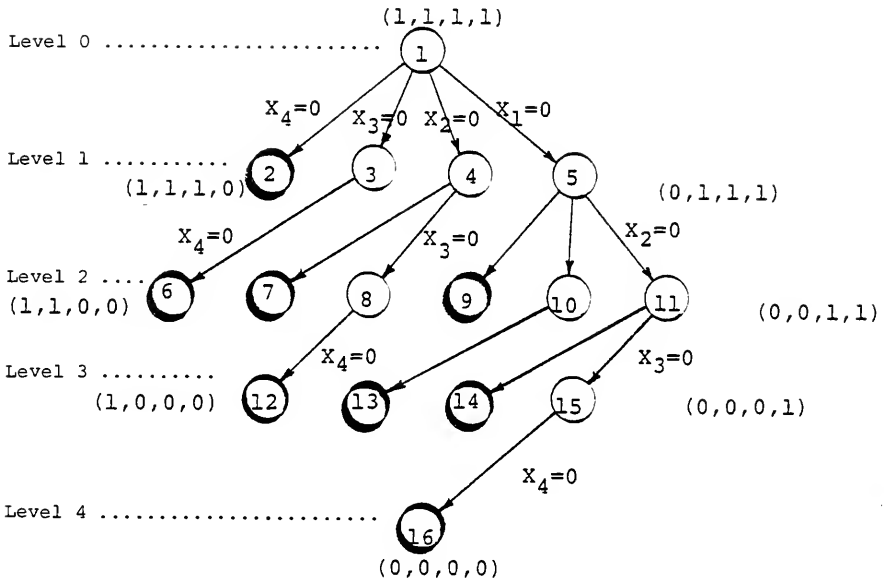 (1,1,1,1)
Level 0 ............................
1
X4=0 X3=0 X2=0 X1=0
Level 1 ...........
2 3 4 5
(1,1,1,0) (0,1,1,1)
X4=0 X3=0 X2=0
Level 2 ....
6 7 8 9 10 11
(1,1,0,0) (0,0,1,1)
X4=0 X3=0
Level 3 ..........
(1,0,0,0) 12 13 14 15 (0,0,0,1)
X4=0
Level 4 ............................
16
(0,0,0,0)